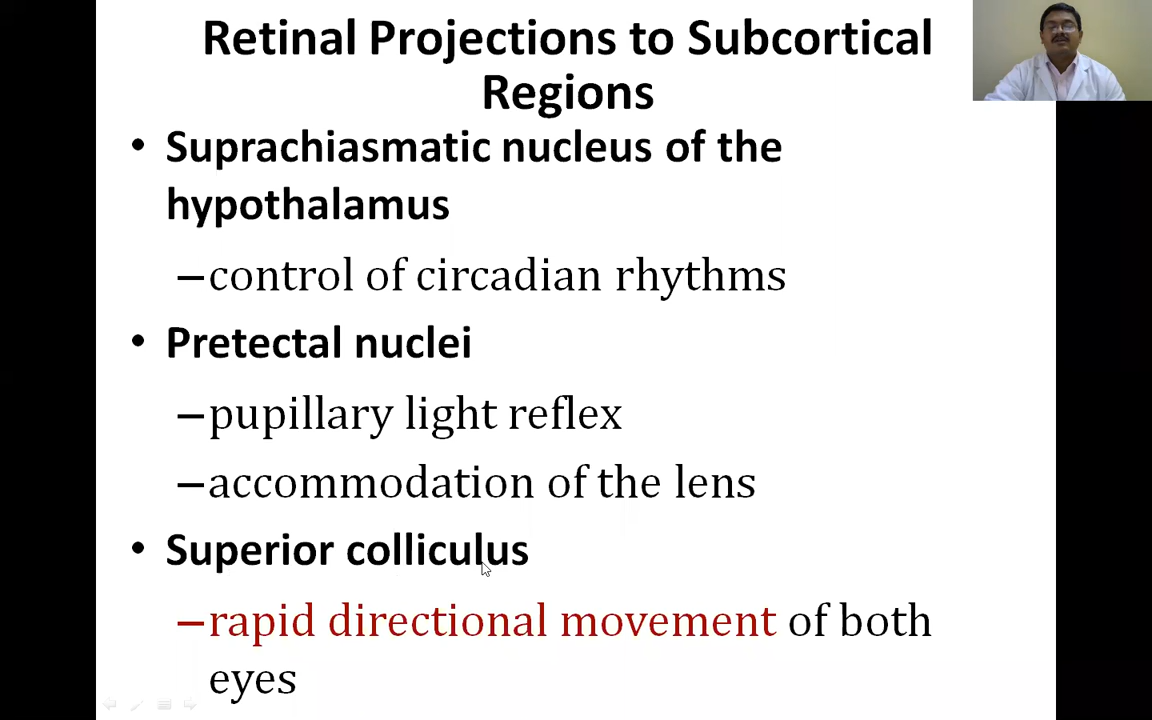 Retinal Projections to Subcortical
Regions
• Suprachiasmatic nucleus of the
hypothalamus
–control of circadian rhythms
• Pretectal nuclei
–pupillary light reflex
–accommodation of the lens
• Superior colliculus
–rapid directional movement of both
eyes